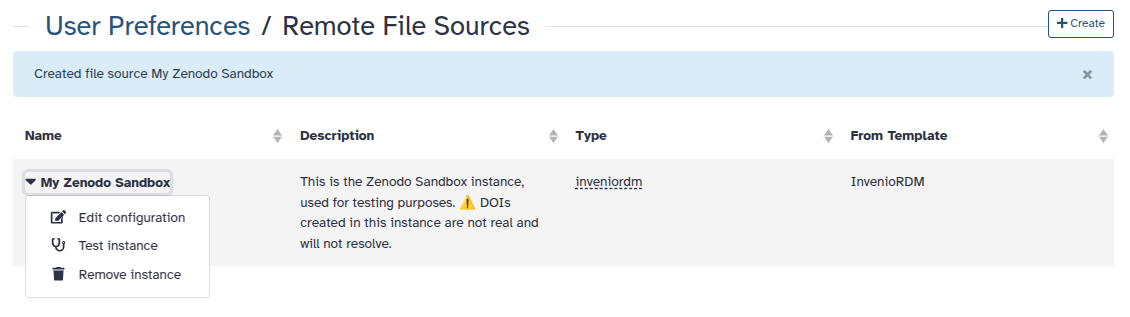 User Preferences / Remote File Sources
+ Create
Created file source My Zenodo Sandbox
×
Name
Description
Type
From Template
My Zenodo Sandbox
This is the Zenodo Sandbox instance,
used for testing purposes. ⚠️ DOIs
created in this instance are not real and
will not resolve.
inveniordm
InvenioRDM
Edit configuration
Test instance
Remove instance